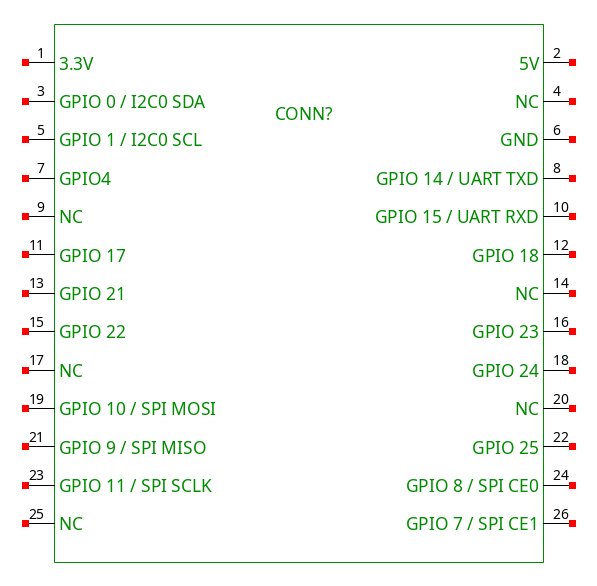 1 3.3V 5V 2
3 GPIO 0 / I2C0 SDA NC 4
CONN?
5 GPIO 1 / I2C0 SCL GND 6
7 GPIO4 GPIO 14 / UART TXD 8
9 NC GPIO 15 / UART RXD 10
11 GPIO 17 GPIO 18 12
13 GPIO 21 NC 14
15 GPIO 22 GPIO 23 16
17 NC GPIO 24 18
19 GPIO 10 / SPI MOSI NC 20
21 GPIO 9 / SPI MISO GPIO 25 22
23 GPIO 11 / SPI SCLK GPIO 8 / SPI CE0 24
25 NC GPIO 7 / SPI CE1 26